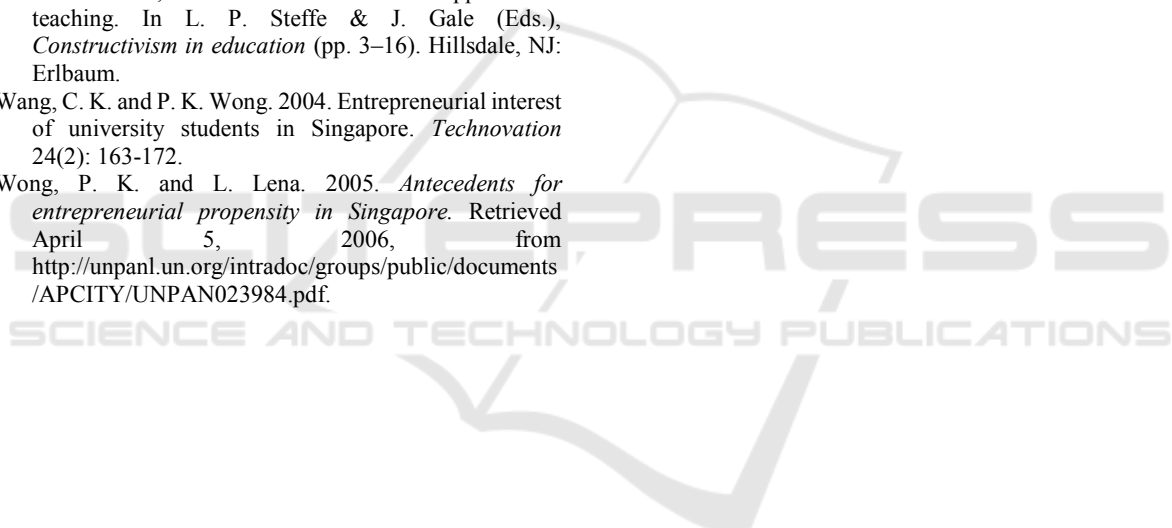 teaching. In L. P. Steffe & J. Gale (Eds.),
Constructivism in education (pp. 3–16). Hillsdale, NJ:
Erlbaum.
Wang, C. K. and P. K. Wong. 2004. Entrepreneurial interest
of university students in Singapore. Technovation
24(2): 163-172.
Wong, P. K. and L. Lena. 2005. Antecedents for
entrepreneurial propensity in Singapore. Retrieved
April 5, 2006, from
http://unpanl.un.org/intradoc/groups/public/documents
/APCITY/UNPAN023984.pdf.
SCITEPRESS
SCIENCE AND TECHNOLOGY PUBLICATIONS